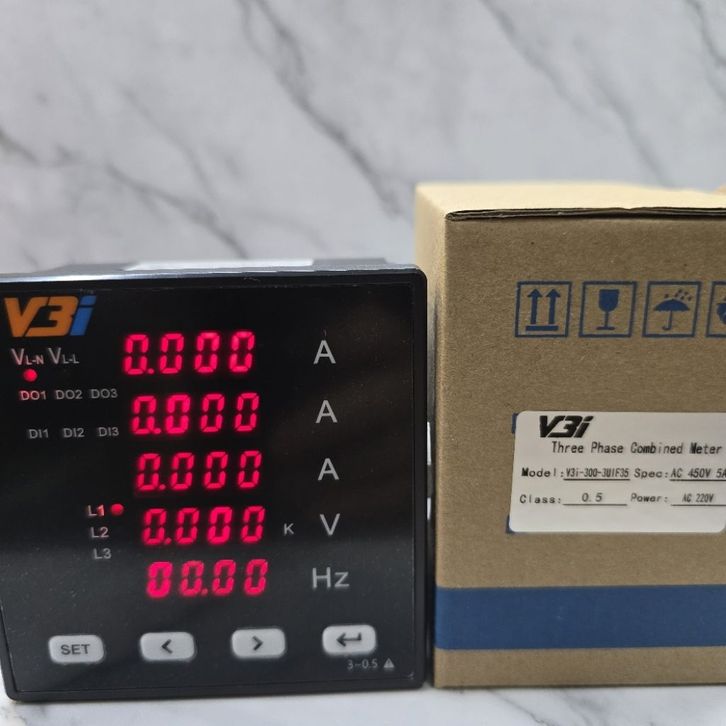 V3i
VL-N VL-L
0.000 A
DO1 DO2 DO3
0.000 A
DI1 DI2 DI3
0.000 A
L1
0.000 K V
L2
L3
00.00 Hz
SET < >
3~0.5
V3i
Three Phase Combined Meter
Model: V3i-300-3U1F35 Spec: AC 450V 5A
Class: 0.5 Power: AC 220V